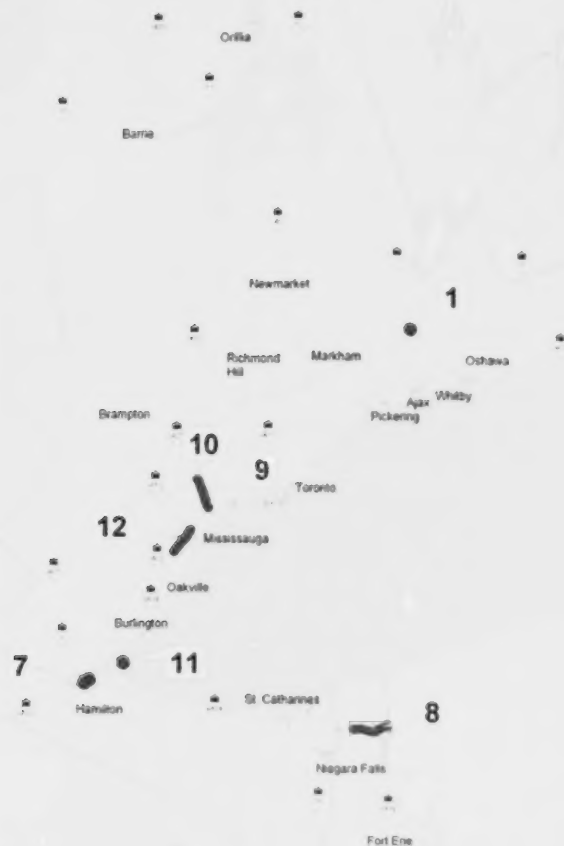 Orillia
Barrie
Newmarket
1
Richmond
Hill
Markham
Oshawa
Ajax
Whitby
Pickering
Brampton
10
9
Toronto
12
Mississauga
Oakville
Burlington
7
11
Hamilton
St. Catharines
8
Niagara Falls
Fort Erie